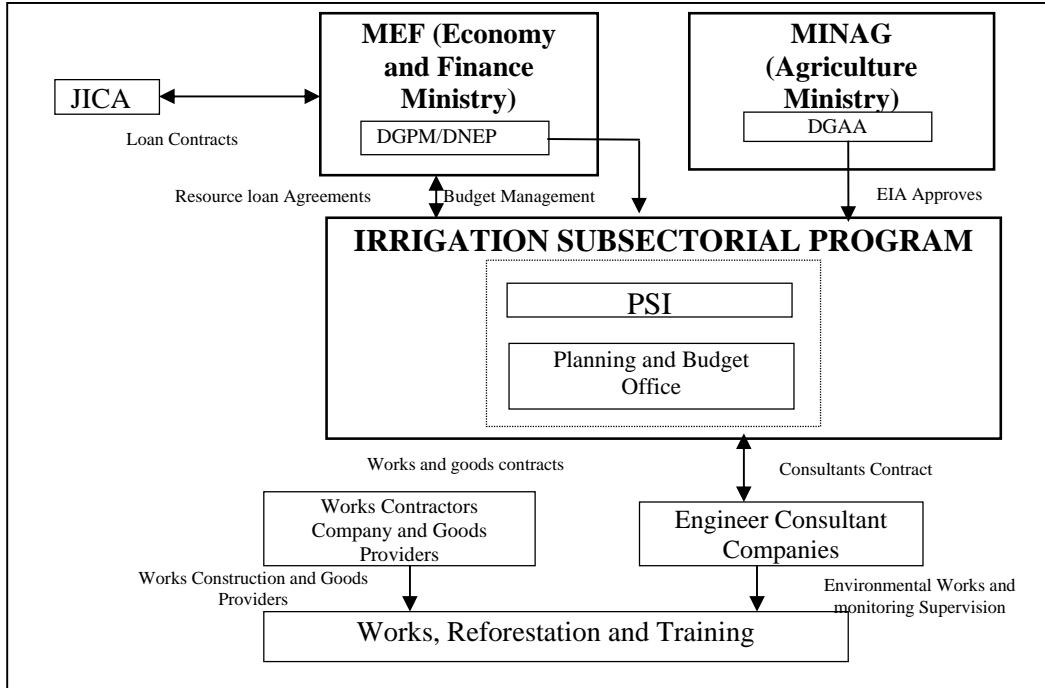 MEF (Economy
and Finance
Ministry)
MINAG
(Agriculture
Ministry)
JICA
Loan Contracts
DGPM/DNEP
DGAA
Resource loan Agreements
Budget Management
EIA Approves
IRRIGATION SUBSECTORIAL PROGRAM
PSI
Planning and Budget
Office
Works and goods contracts
Consultants Contract
Works Contractors
Company and Goods
Providers
Engineer Consultant
Companies
Works Construction and Goods
Providers
Environmental Works and
monitoring Supervision
Works, Reforestation and Training